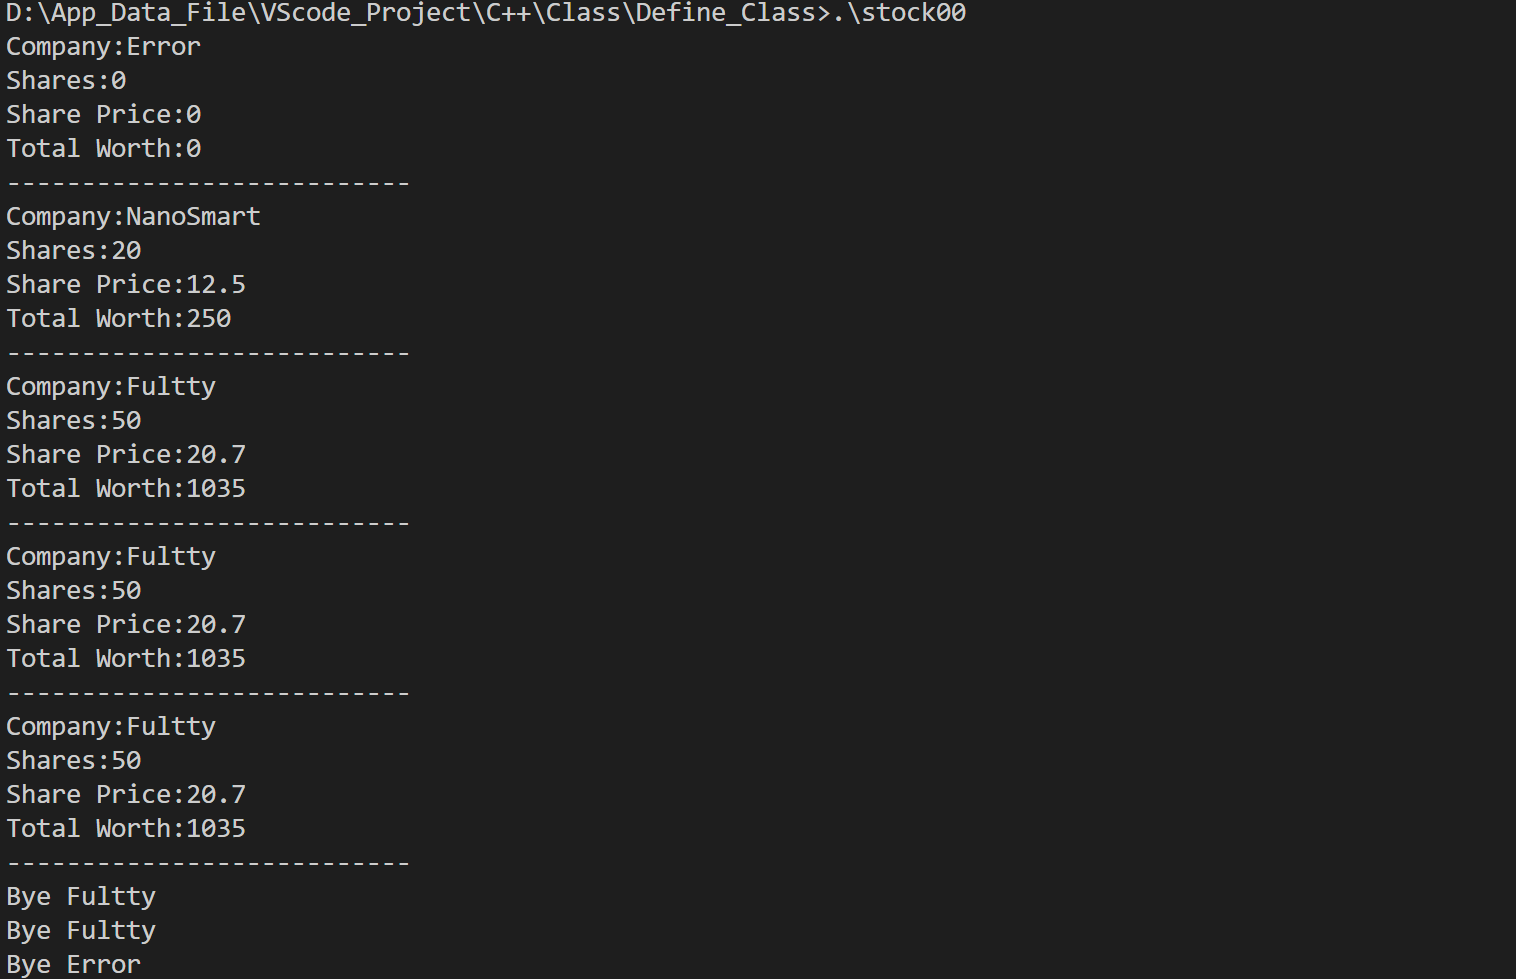 D:\App_Data_File\VScode_Project\C++\Class\Define_Class>.\stock00
Company:Error
Shares:0
Share Price:0
Total Worth:0
---------------------------
Company:NanoSmart
Shares:20
Share Price:12.5
Total Worth:250
---------------------------
Company:Fultty
Shares:50
Share Price:20.7
Total Worth:1035
---------------------------
Company:Fultty
Shares:50
Share Price:20.7
Total Worth:1035
---------------------------
Company:Fultty
Shares:50
Share Price:20.7
Total Worth:1035
---------------------------
Bye Fultty
Bye Fultty
Bye Error